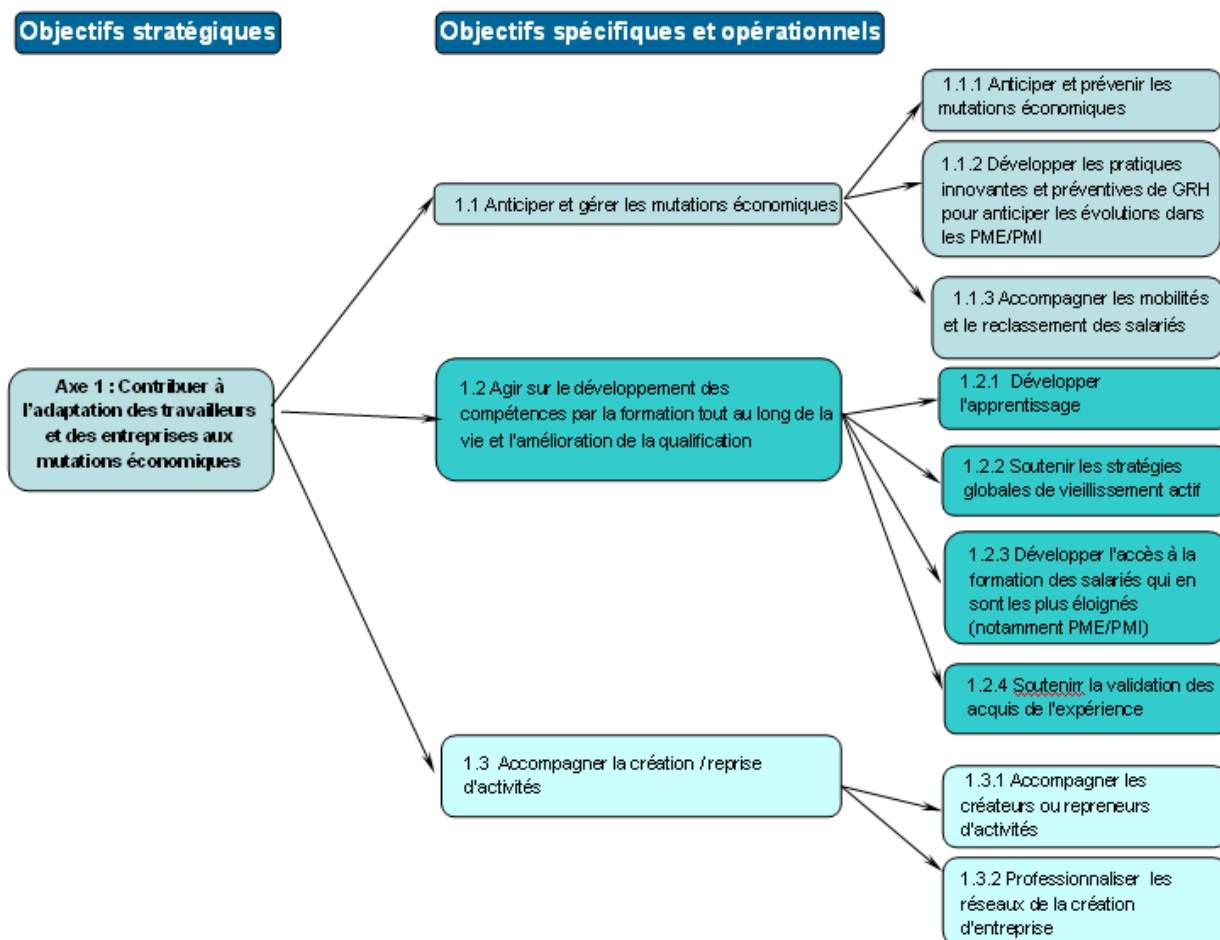 Objectifs stratégiques
Objectifs spécifiques et opérationnels
Axe 1 : Contribuer à
l'adaptation des travailleurs
et des entreprises aux
mutations économiques
1.1 Anticiper et gérer les mutations économiques
1.1.1 Anticiper et prévenir les
mutations économiques
1.1.2 Développer les pratiques
innovantes et préventives de GRH
pour anticiper les évolutions dans
les PME/PMI
1.1.3 Accompagner les mobilités
et le reclassement des salariés
1.2 Agir sur le développement des
compétences par la formation tout au long de la
vie et l'amélioration de la qualification
1.2.1 Développer
l'apprentissage
1.2.2 Soutenir les stratégies
globales de vieillissement actif
1.2.3 Développer l'accès à la
formation des salariés qui en
sont les plus éloignés
(notamment PME/PMI)
1.2.4 Soutenirr la validation des
acquis de l'expérience
1.3 Accompagner la création / reprise
d'activités
1.3.1 Accompagner les
créateurs ou repreneurs
d'activités
1.3.2 Professionnaliser les
réseaux de la création
d'entreprise